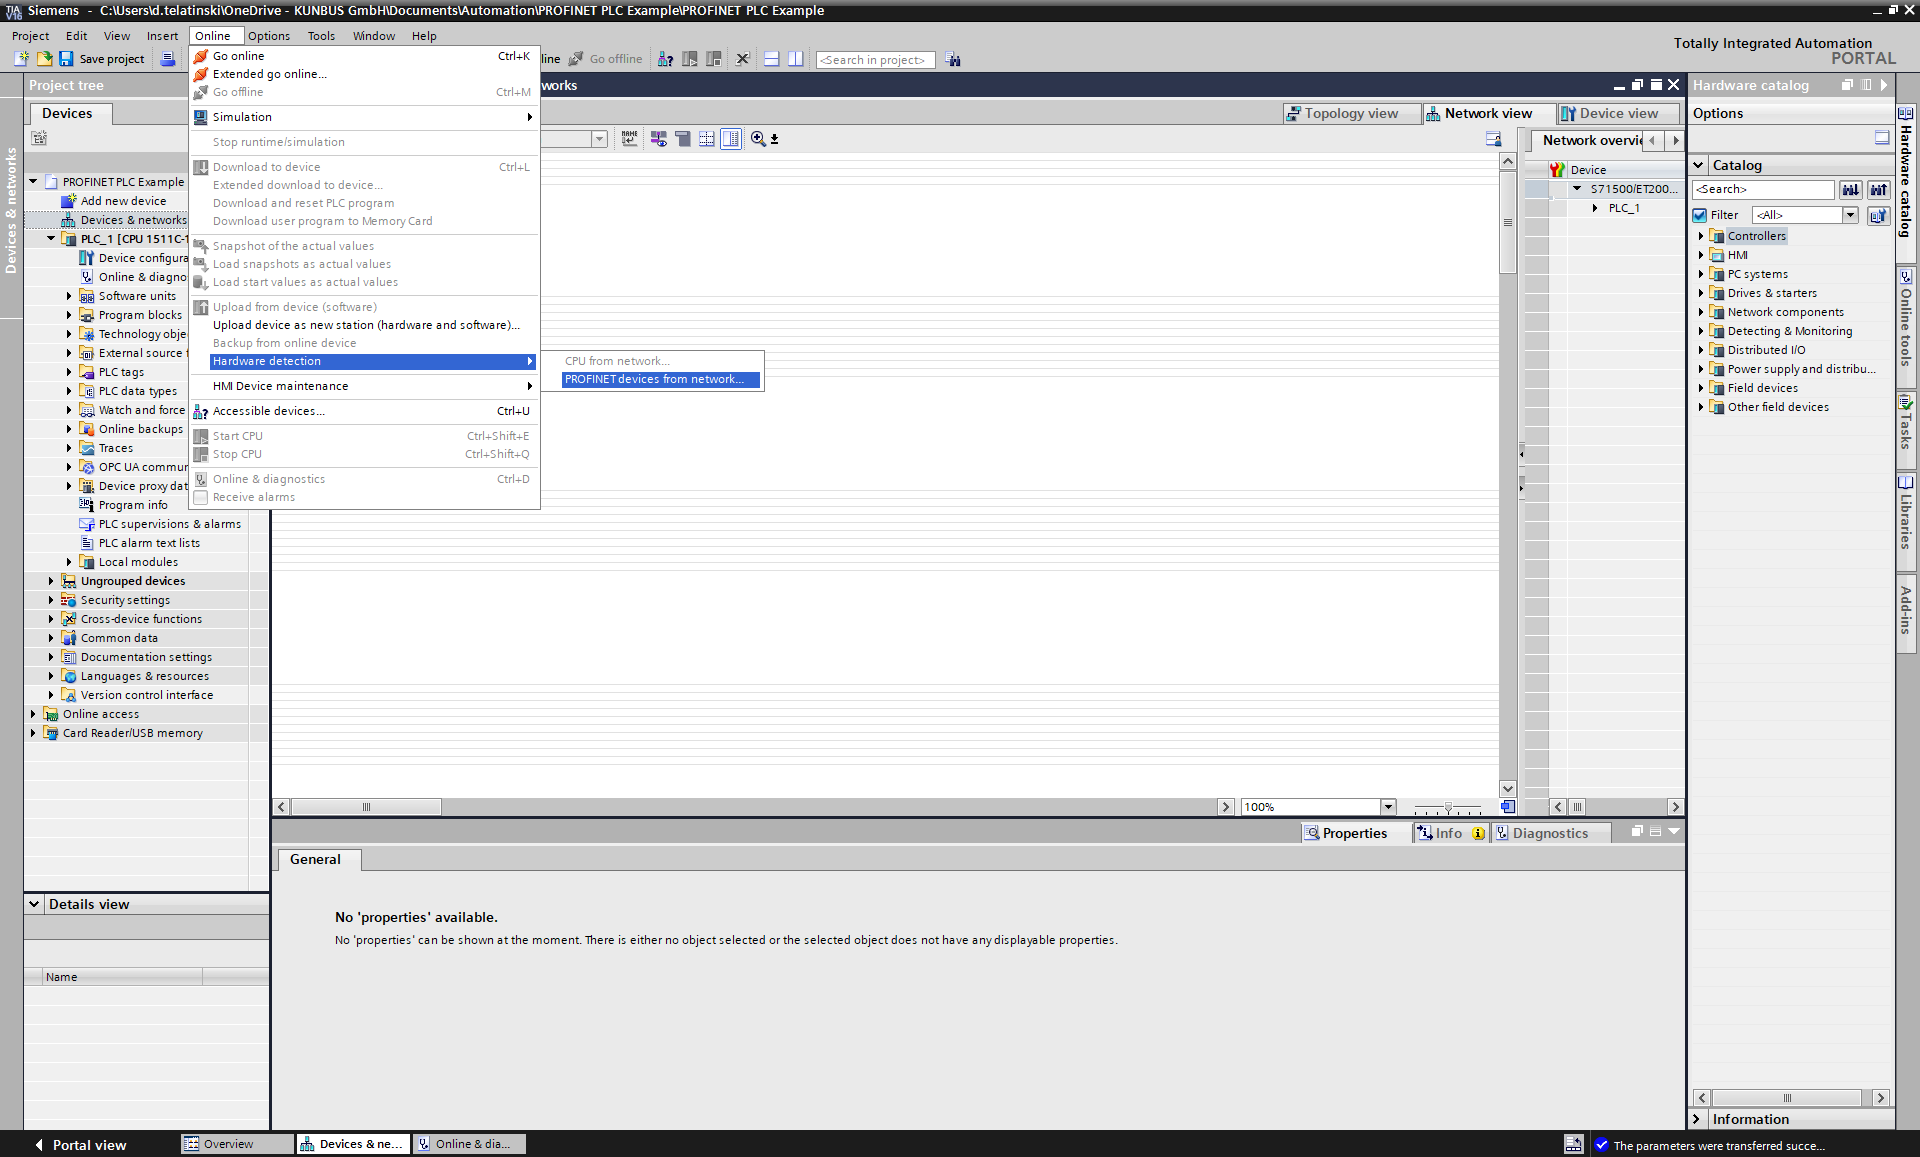 Siemens - C:\Users\d.telatinski\OneDrive - KUNBUS GmbH\Documents\Automation\PROFINET PLC Example\PROFINET PLC Example
Project Edit View Insert Online Options Tools Window Help
Totally Integrated Automation
PORTAL
Save project
Go offline
<Search in project>
Go online Ctrl+K
Extended go online...
Go offline Ctrl+M
Simulation
Stop runtime/simulation
Download to device Ctrl+L
Extended download to device...
Download and reset PLC program
Download user program to Memory Card
Snapshot of the actual values
Load snapshots as actual values
Load start values as actual values
Upload from device (software)
Upload device as new station (hardware and software)...
Backup from online device
Hardware detection
HMI Device maintenance
Accessible devices... Ctrl+U
Start CPU Ctrl+Shift+E
Stop CPU Ctrl+Shift+Q
Online & diagnostics Ctrl+D
Receive alarms
CPU from network...
PROFINET devices from network...
Project tree
Devices
Devices & networks
PROFINET PLC Example
Add new device
Devices & networks
PLC_1 [CPU 1511C-1
Device configura
Online & diagno
Software units
Program blocks
Technology obje
External source f
PLC tags
PLC data types
Watch and force
Online backups
Traces
OPC UA commun
Device proxy dat
Program info
PLC supervisions & alarms
PLC alarm text lists
Local modules
Ungrouped devices
Security settings
Cross-device functions
Common data
Documentation settings
Languages & resources
Version control interface
Online access
Card Reader/USB memory
Details view
Name
works
Topology view
Network view
Device view
Network overvie
Device
S71500/ET200...
PLC_1
100%
Properties
Info
Diagnostics
General
No 'properties' available.
No 'properties' can be shown at the moment. There is either no object selected or the selected object does not have any displayable properties.
Hardware catalog
Options
Catalog
<Search>
Filter <All>
Controllers
HMI
PC systems
Drives & starters
Network components
Detecting & Monitoring
Distributed I/O
Power supply and distribu...
Field devices
Other field devices
Information
Hardware catalog
Online tools
Tasks
Libraries
Add-ins
Portal view
Overview
Devices & ne...
Online & dia...
The parameters were transferred succe...